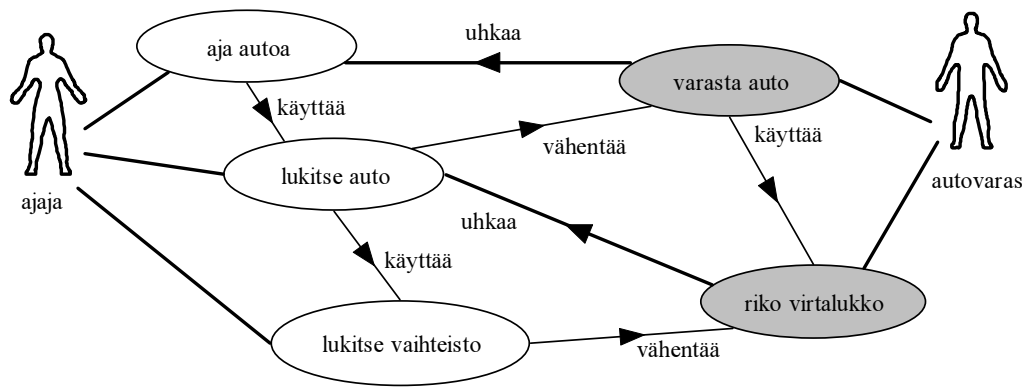 uhkaa
aja autoa
varasta auto
käyttää
käyttää
vähentää
lukitse auto
autovaras
ajaja
uhkaa
käyttää
riko virtalukko
lukitse vaihteisto
vähentää